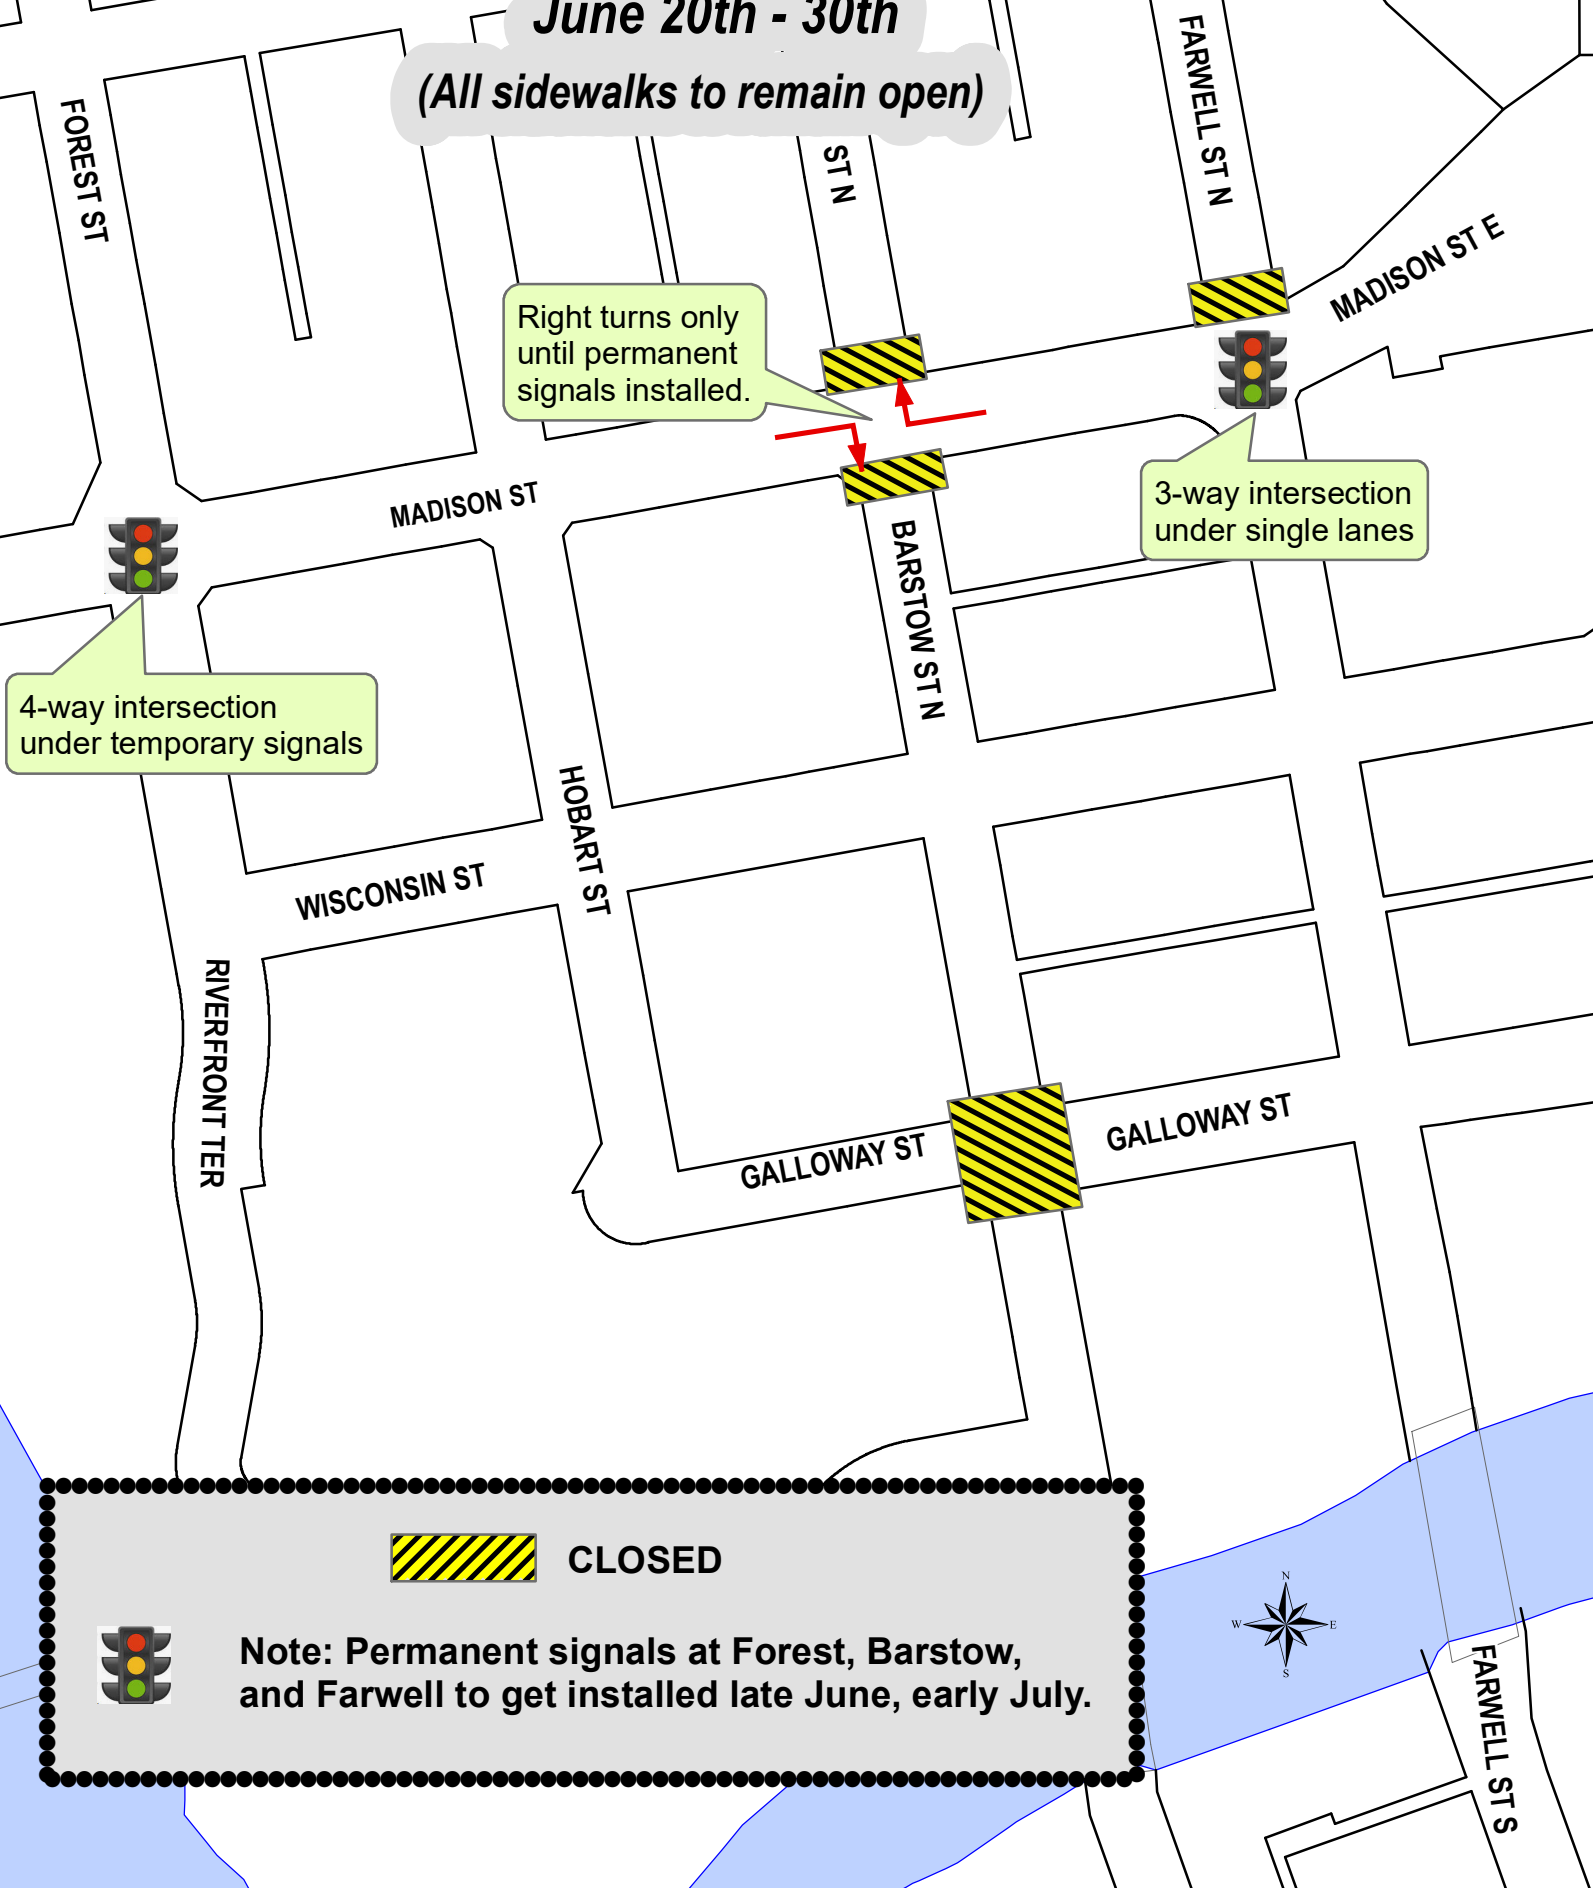 June 20th - 30th
(All sidewalks to remain open)
FOREST ST
ST N
FARWELL ST N
MADISON ST E
Right turns only
until permanent
signals installed.
MADISON ST
3-way intersection
under single lanes
BARSTOW ST N
4-way intersection
under temporary signals
HOBART ST
WISCONSIN ST
RIVERFRONT TER
GALLOWAY ST
GALLOWAY ST
CLOSED
Note: Permanent signals at Forest, Barstow,
and Farwell to get installed late June, early July.
N
W
E
S
FARWELL ST S